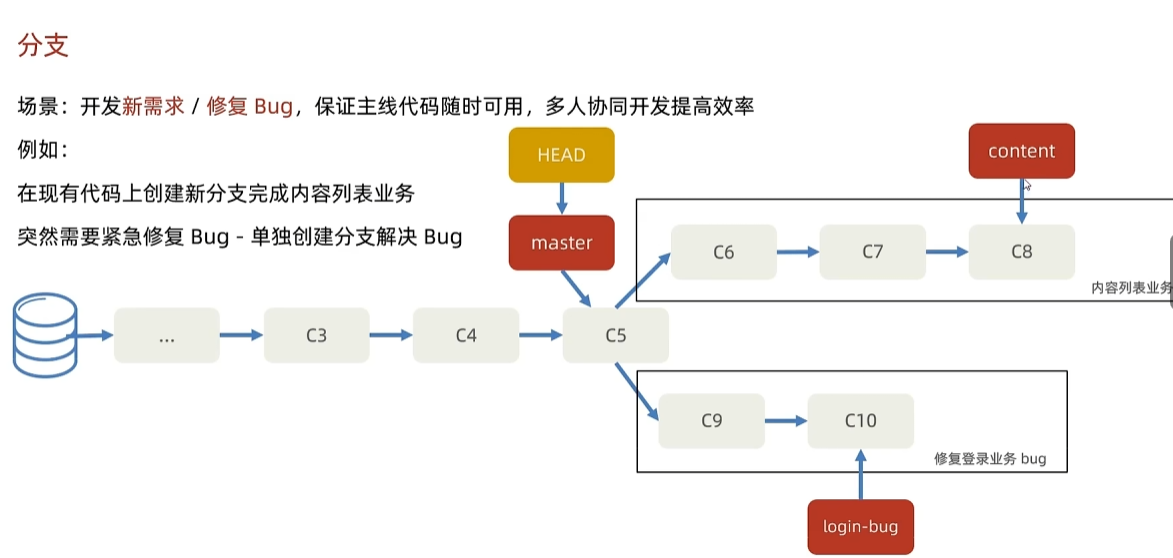 分支
场景：开发新需求 / 修复 Bug，保证主线代码随时可用，多人协同开发提高效率
例如：
在现有代码上创建新分支完成内容列表业务
突然需要紧急修复 Bug - 单独创建分支解决 Bug
HEAD
content
master
C6
C7
C8
内容列表业务
...
C3
C4
C5
C9
C10
修复登录业务 bug
login-bug